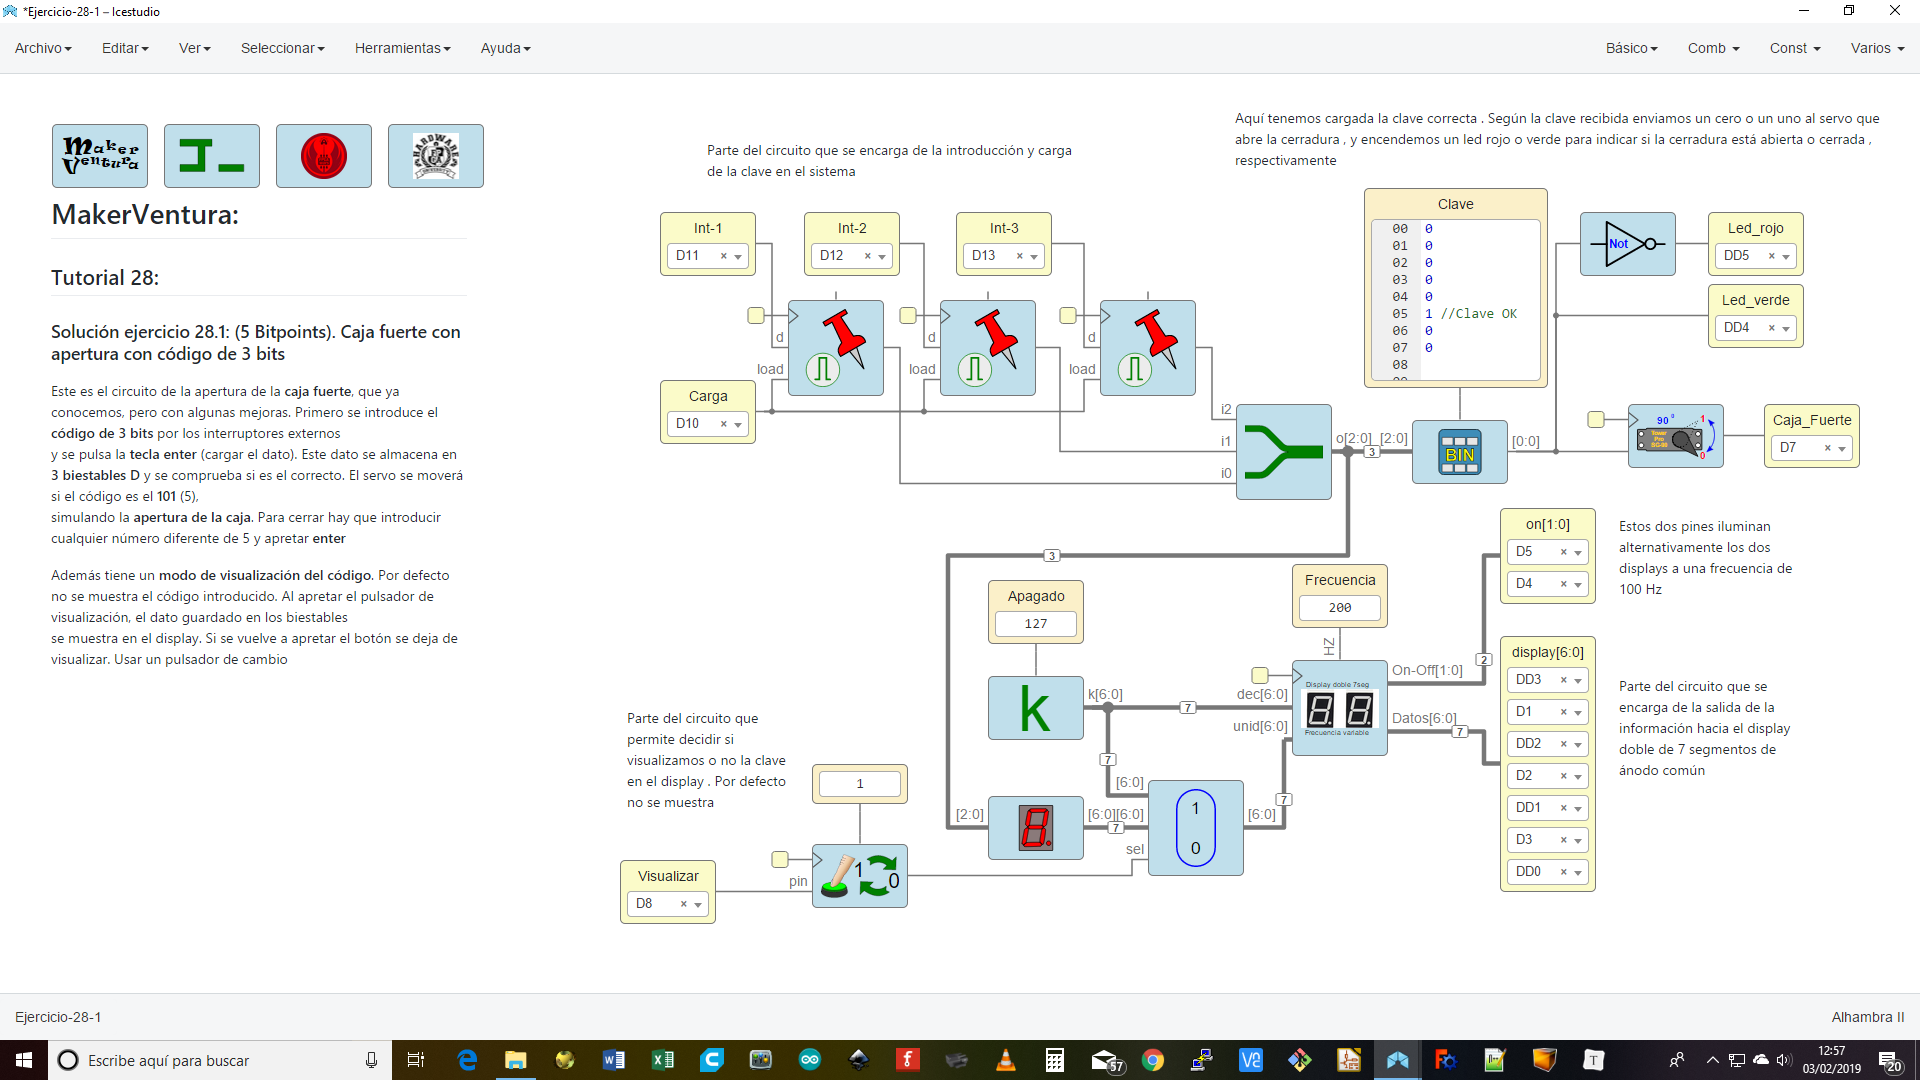 *Ejercicio-28-1 – Icestudio
Archivo Editar Ver Seleccionar Herramientas Ayuda Básico Comb Const Varios
Maker Ventura
HARDWARE
MakerVentura:
Tutorial 28:
Solución ejercicio 28.1: (5 Bitpoints). Caja fuerte con
apertura con código de 3 bits
Este es el circuito de la apertura de la caja fuerte, que ya
conocemos, pero con algunas mejoras. Primero se introduce el
código de 3 bits por los interruptores externos
y se pulsa la tecla enter (cargar el dato). Este dato se almacena en
3 biestables D y se comprueba si es el correcto. El servo se moverá
si el código es el 101 (5),
simulando la apertura de la caja. Para cerrar hay que introducir
cualquier número diferente de 5 y apretar enter
Además tiene un modo de visualización del código. Por defecto
no se muestra el código introducido. Al apretar el pulsador de
visualización, el dato guardado en los biestables
se muestra en el display. Si se vuelve a apretar el botón se deja de
visualizar. Usar un pulsador de cambio
Parte del circuito que se encarga de la introducción y carga
de la clave en el sistema
Aquí tenemos cargada la clave correcta . Según la clave recibida enviamos un cero o un uno al servo que
abre la cerradura , y encendemos un led rojo o verde para indicar si la cerradura está abierta o cerrada ,
respectivamente
Int-1
D11 ×
Int-2
D12 ×
Int-3
D13 ×
d
load
d
load
d
load
Carga
D10 ×
i2
i1
i0
o[2:0]
3
[2:0]
Clave
00 0
01 0
02 0
03 0
04 0
05 1 //Clave OK
06 0
07 0
08
BIN
[0:0]
Not
Led_rojo
DD5 ×
Led_verde
DD4 ×
90 º
1
Tower
Pro
SG-90
0
Caja_Fuerte
D7 ×
3
Apagado
127
k
k[6:0]
7
7
Frecuencia
200
HZ
dec[6:0]
unid[6:0]
Display doble 7seg
Frecuencia variable
On-Off[1:0]
Datos[6:0]
2
7
on[1:0]
D5 ×
D4 ×
Estos dos pines iluminan
alternativamente los dos
displays a una frecuencia de
100 Hz
display[6:0]
DD3 ×
D1 ×
DD2 ×
D2 ×
DD1 ×
D3 ×
DD0 ×
Parte del circuito que se
encarga de la salida de la
información hacia el display
doble de 7 segmentos de
ánodo común
Parte del circuito que
permite decidir si
visualizamos o no la clave
en el display . Por defecto
no se muestra
1
Visualizar
D8 ×
pin
1
0
[2:0]
[6:0][6:0]
7
[6:0]
sel
1
0
[6:0]
7
Ejercicio-28-1
Alhambra II
Escribe aquí para buscar
57
12:57
03/02/2019
20